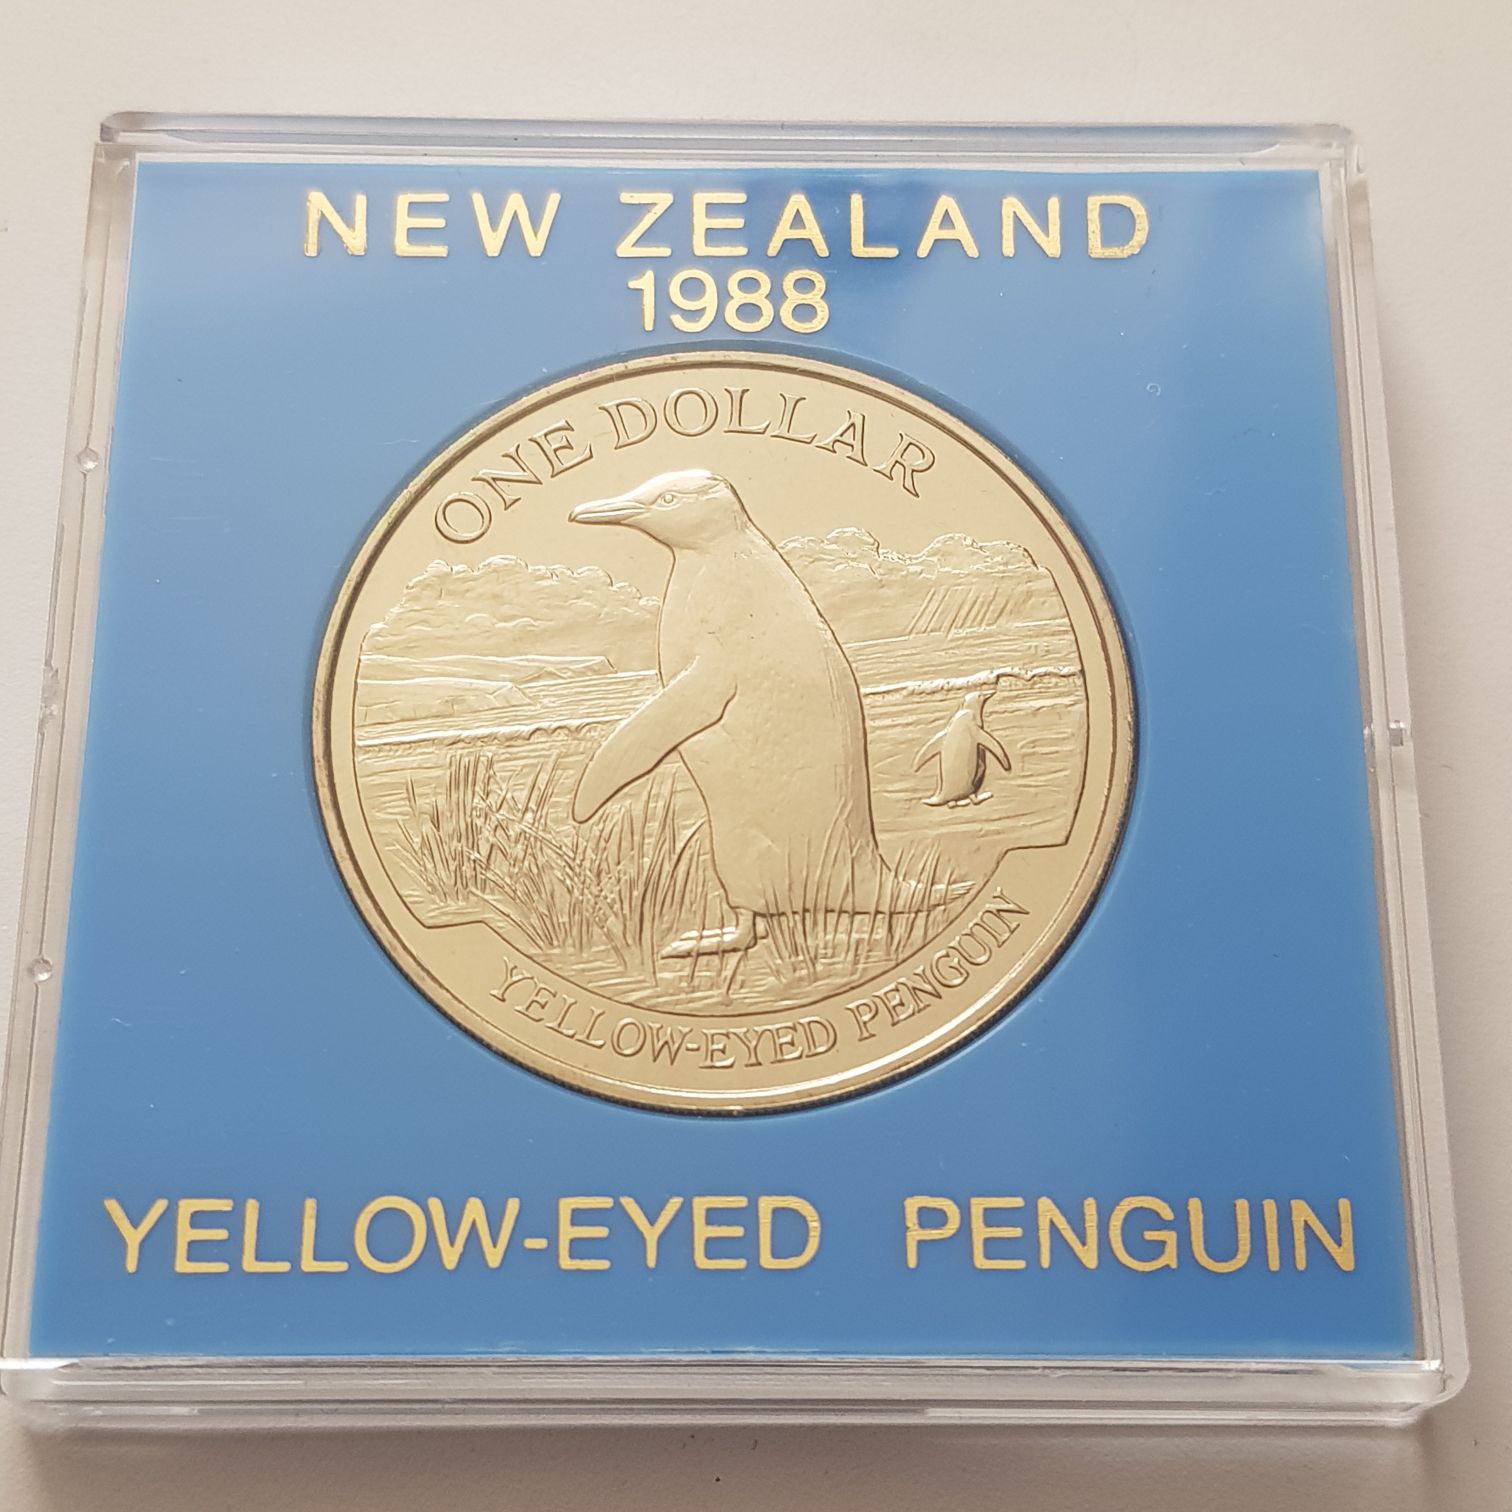 NEW ZEALAND
1988
ONE DOLLAR
YELLOW-EYED PENGUIN
YELLOW-EYED PENGUIN